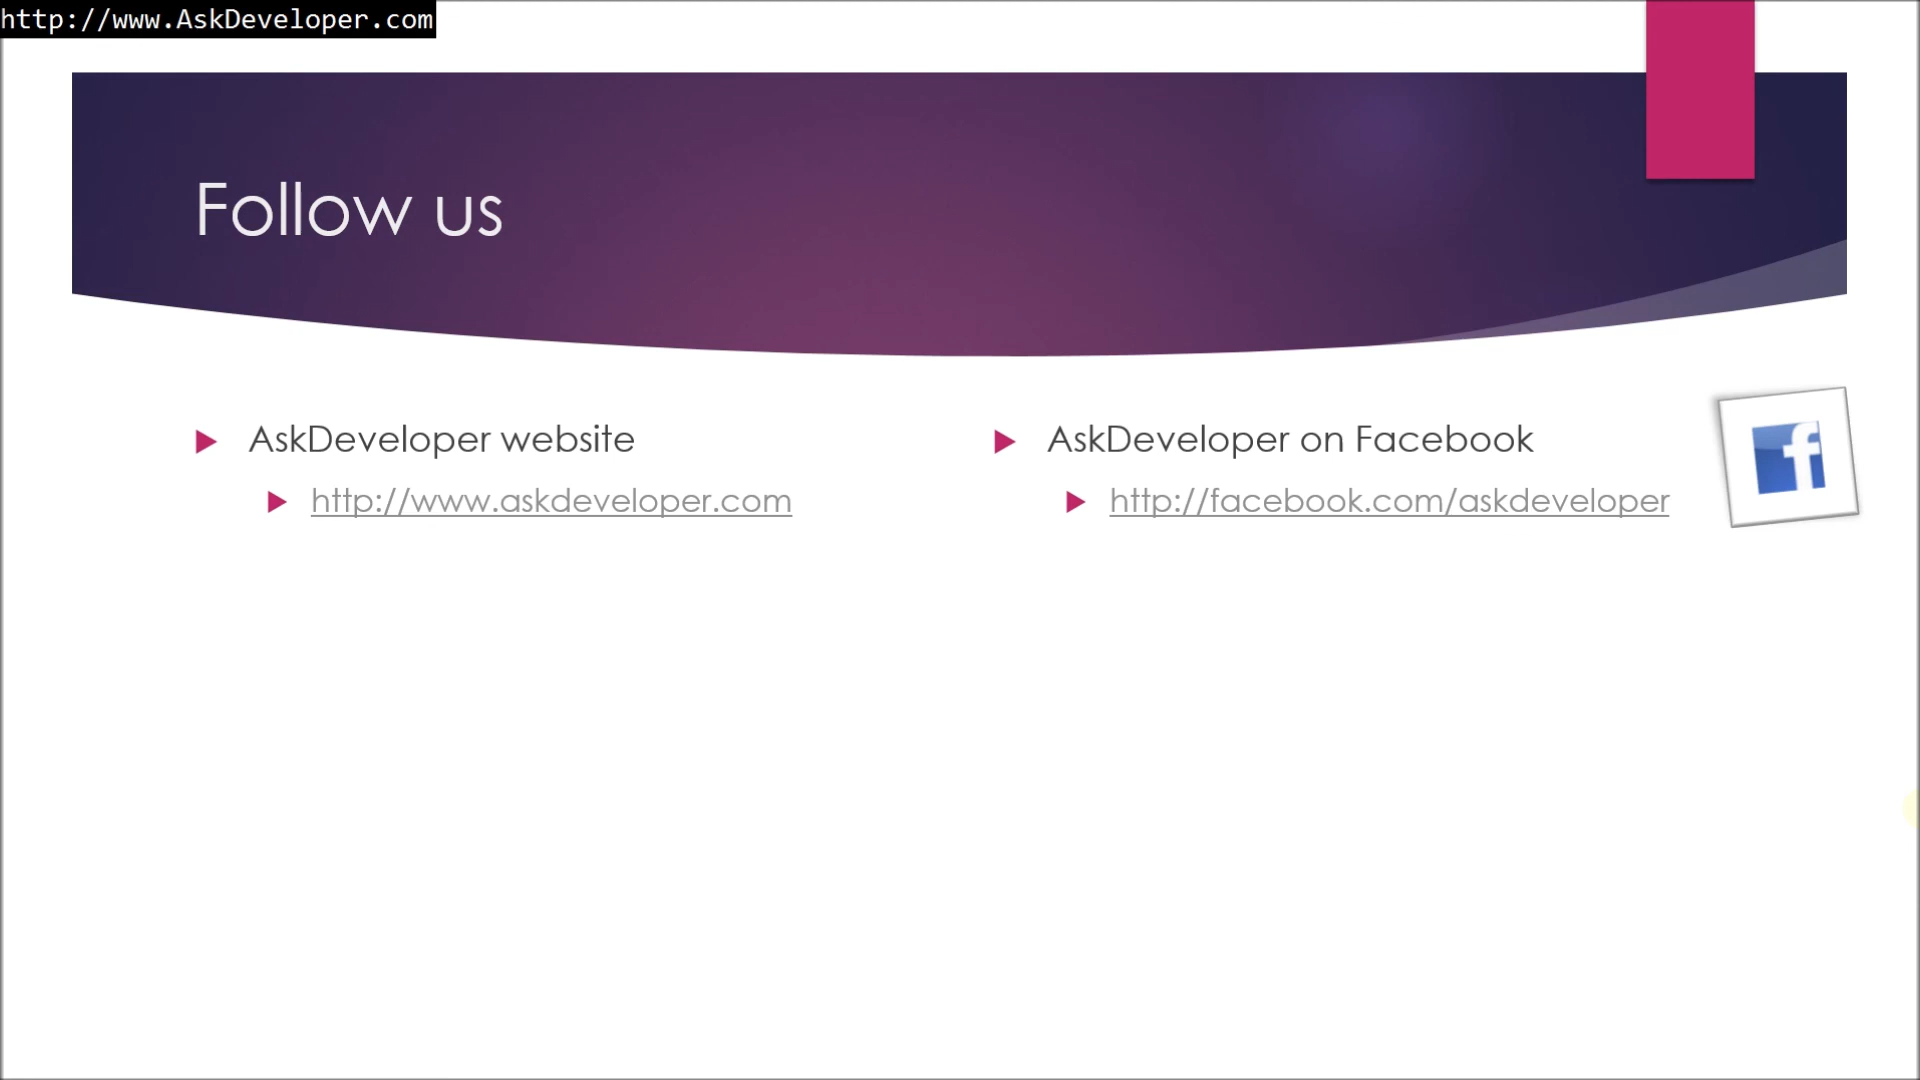 http://www.AskDeveloper.com
Follow us
AskDeveloper website
http://www.askdeveloper.com
AskDeveloper on Facebook
http://facebook.com/askdeveloper